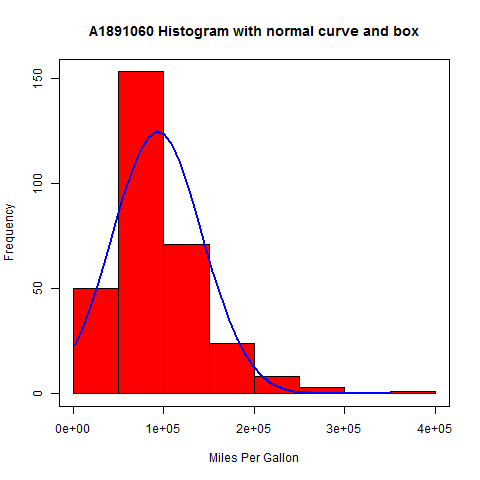 A1891060 Histogram with normal curve and box
Frequency
150
100
50
0
0e+00 1e+05 2e+05 3e+05 4e+05
Miles Per Gallon